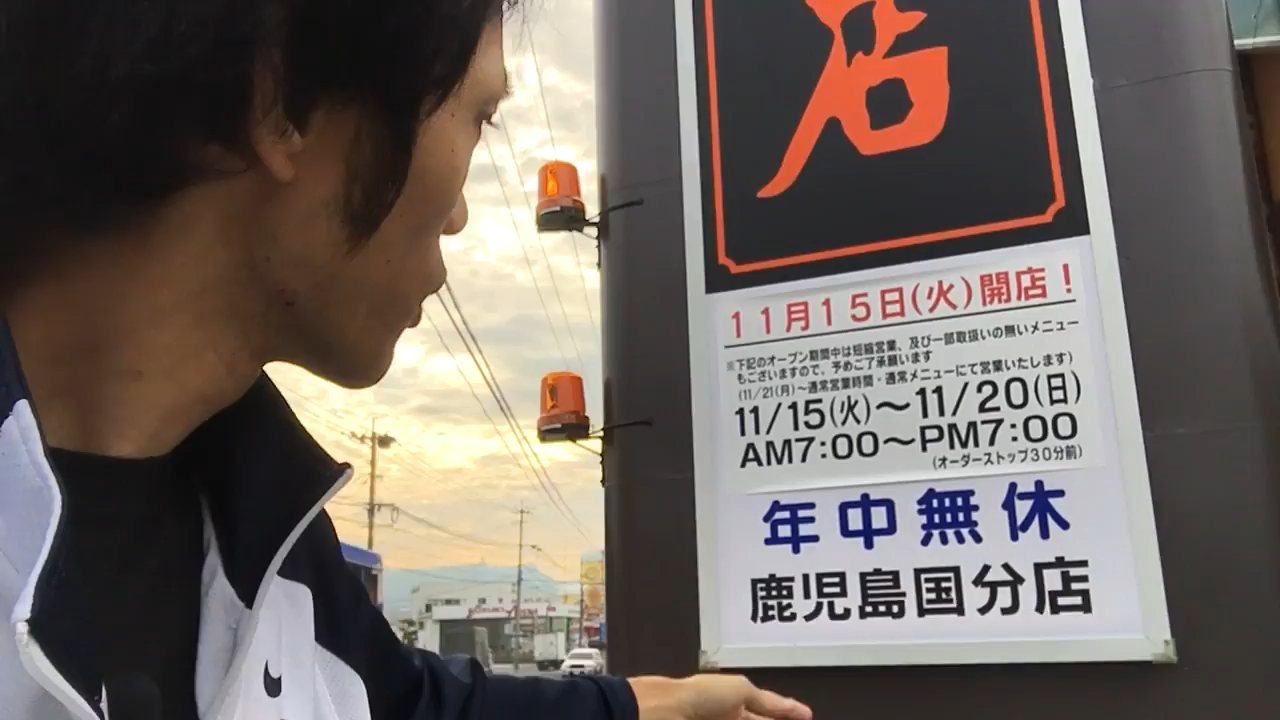 店
11月15日(火)開店!
※下記のオープン期間中は短縮営業、及び一部取扱いの無いメニュー
もございますので、予めご了承願います
(11/21(月)~通常営業時間・通常メニューにて営業いたします)
11/15(火)~11/20(日)
AM7:00~PM7:00
(オーダーストップ30分前)
年中無休
鹿児島国分店